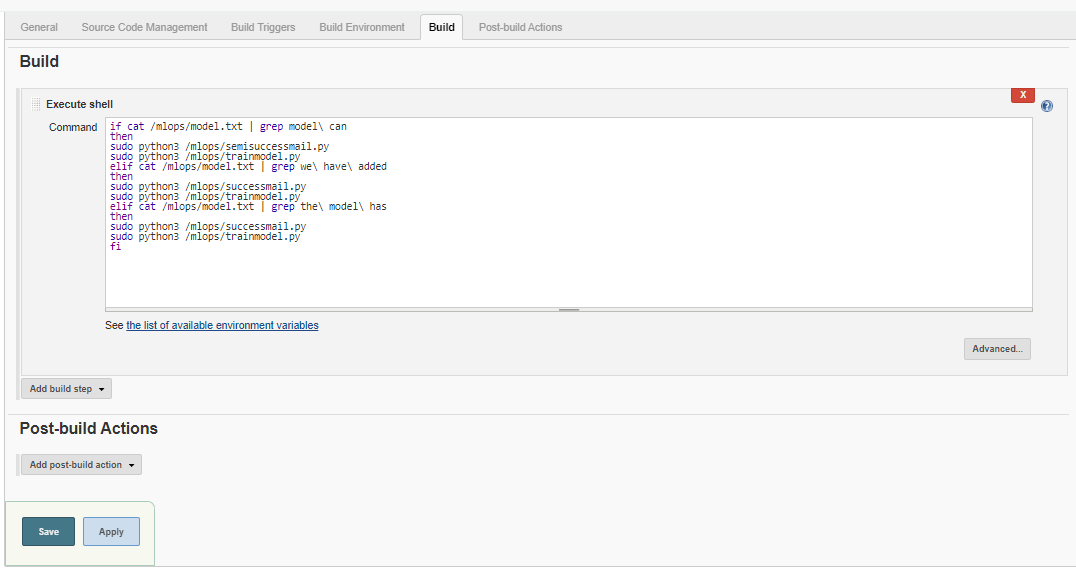 General Source Code Management Build Triggers Build Environment Build Post-build Actions
Build
X
Execute shell
Command
if cat /mlops/model.txt | grep model\ can
then
sudo python3 /mlops/semisuccessmail.py
sudo python3 /mlops/trainmodel.py
elif cat /mlops/model.txt | grep we\ have\ added
then
sudo python3 /mlops/successmail.py
sudo python3 /mlops/trainmodel.py
elif cat /mlops/model.txt | grep the\ model\ has
then
sudo python3 /mlops/successmail.py
sudo python3 /mlops/trainmodel.py
fi
See the list of available environment variables
Advanced...
Add build step
Post-build Actions
Add post-build action
Save Apply